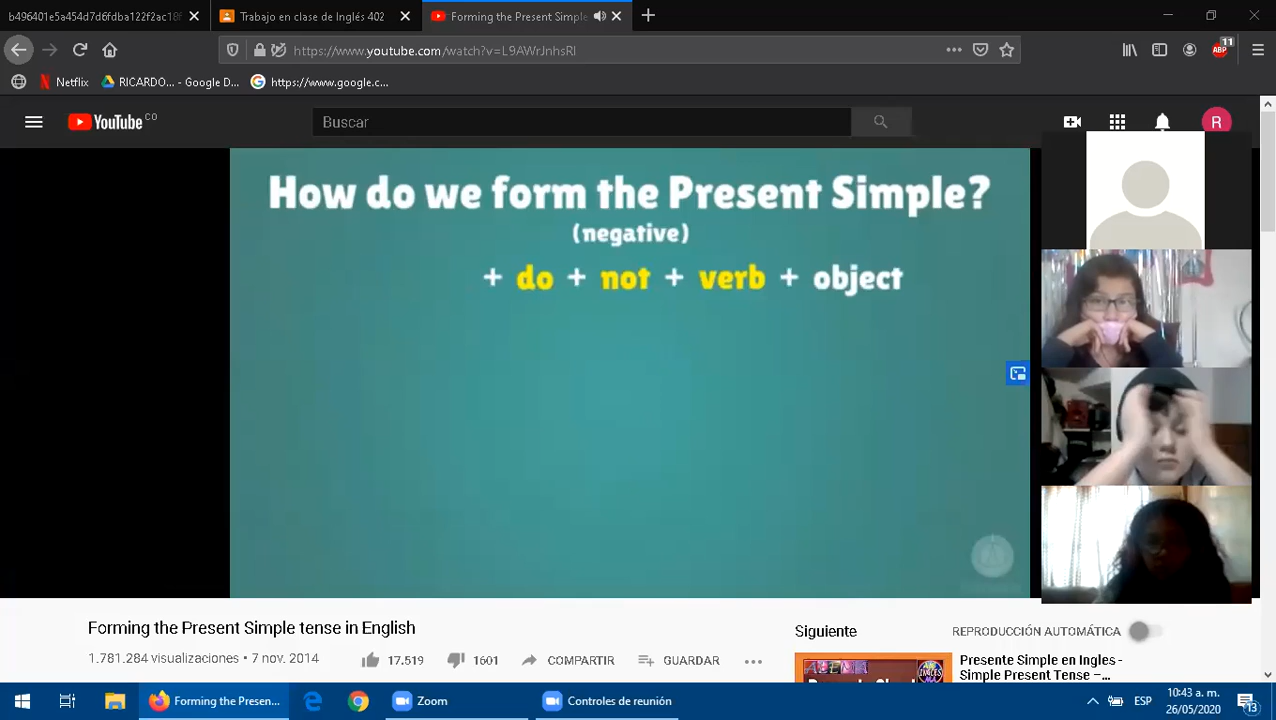 b496401e5a454d7d6fdba122f2ac18f
Trabajo en clase de Inglés 402
Forming the Present Simple
https://www.youtube.com/watch?v=L9AWrJnhsRI
ABP
11
Netflix
RICARDO... - Google D...
https://www.google.c...
YouTube CO
Buscar
R
How do we form the Present Simple?
(negative)
+ do + not + verb + object
Forming the Present Simple tense in English
1.781.284 visualizaciones • 7 nov. 2014
17.519
1601
COMPARTIR
GUARDAR
Siguiente
REPRODUCCIÓN AUTOMÁTICA
Presente Simple en Ingles -
Simple Present Tense –...
Forming the Presen...
Zoom
Controles de reunión
ESP
10:43 a. m.
26/05/2020
13